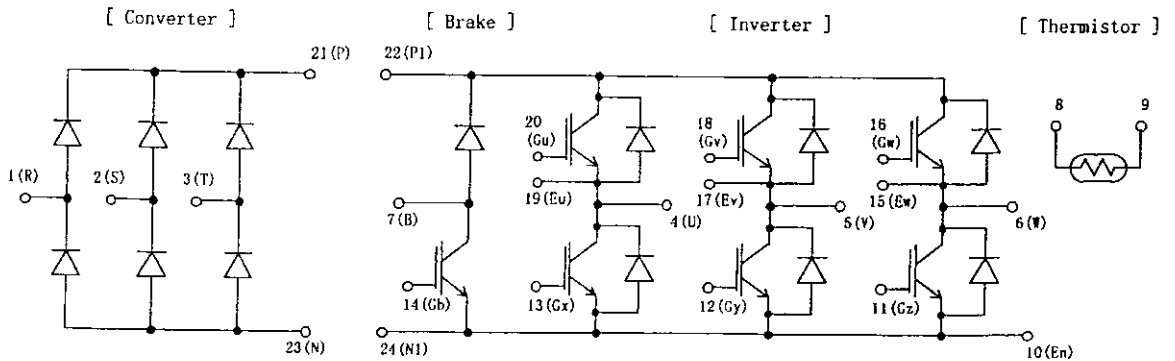 [ Converter ]
[ Brake ]
[ Inverter ]
[ Thermistor ]
21(P)
22(P1)
20
(Gu)
18
(Gv)
16
(Gw)
8
9
1(R)
2(S)
3(T)
7(B)
19(Eu)
4(U)
17(Ev)
5(V)
15(Ew)
6(W)
14(Gb)
13(Gx)
12(Gy)
11(Gz)
23(N)
24(N1)
10(En)